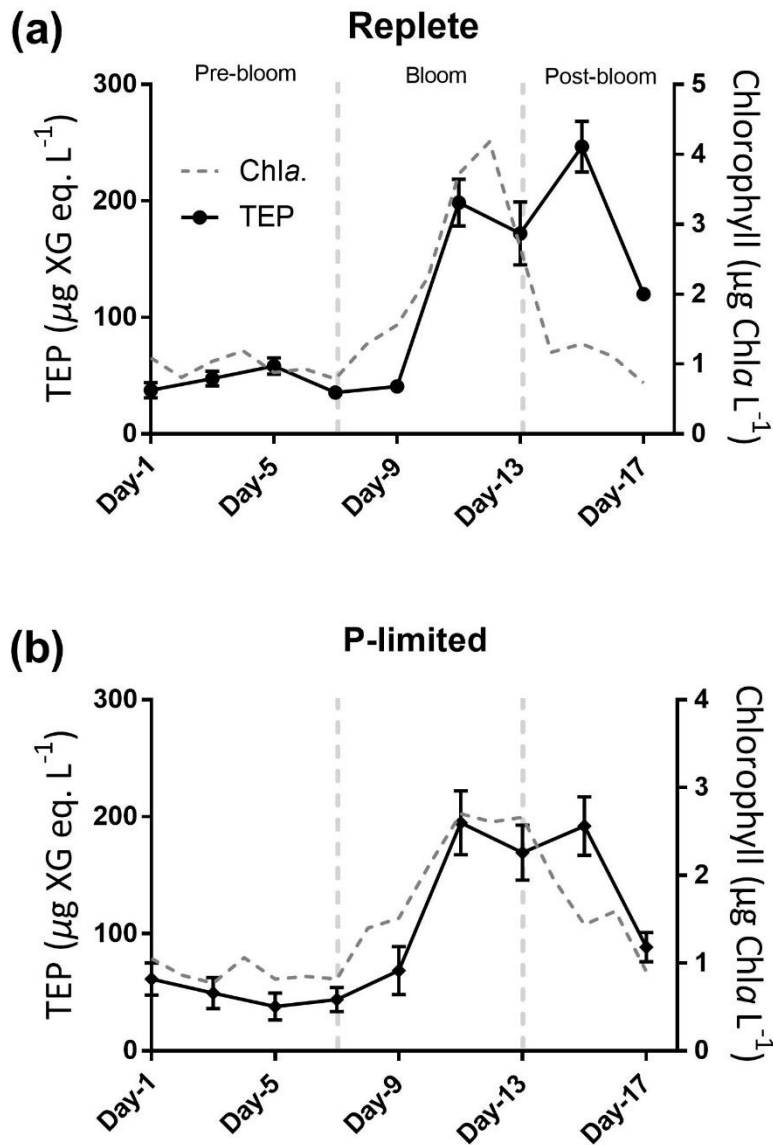 (a)
Replete
Pre-bloom
Bloom
Post-bloom
Chla.
TEP
TEP (µg XG eq. L⁻¹)
300
200
100
0
Chlorophyll (µg Chla L⁻¹)
5
4
3
2
1
0
Day-1
Day-5
Day-9
Day-13
Day-17
(b)
P-limited
TEP (µg XG eq. L⁻¹)
300
200
100
0
Chlorophyll (µg Chla L⁻¹)
4
3
2
1
0
Day-1
Day-5
Day-9
Day-13
Day-17